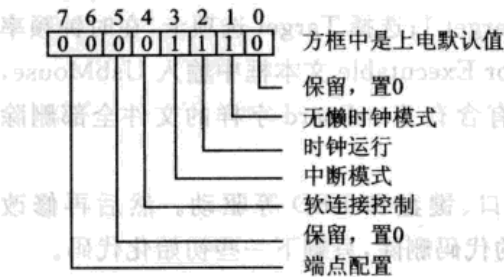 7 6 5 4 3 2 1 0
0 0 0 0 1 1 1 0 方框中是上电默认值
保留，置0
无懒时钟模式
时钟运行
中断模式
软连接控制
保留，置0
端点配置